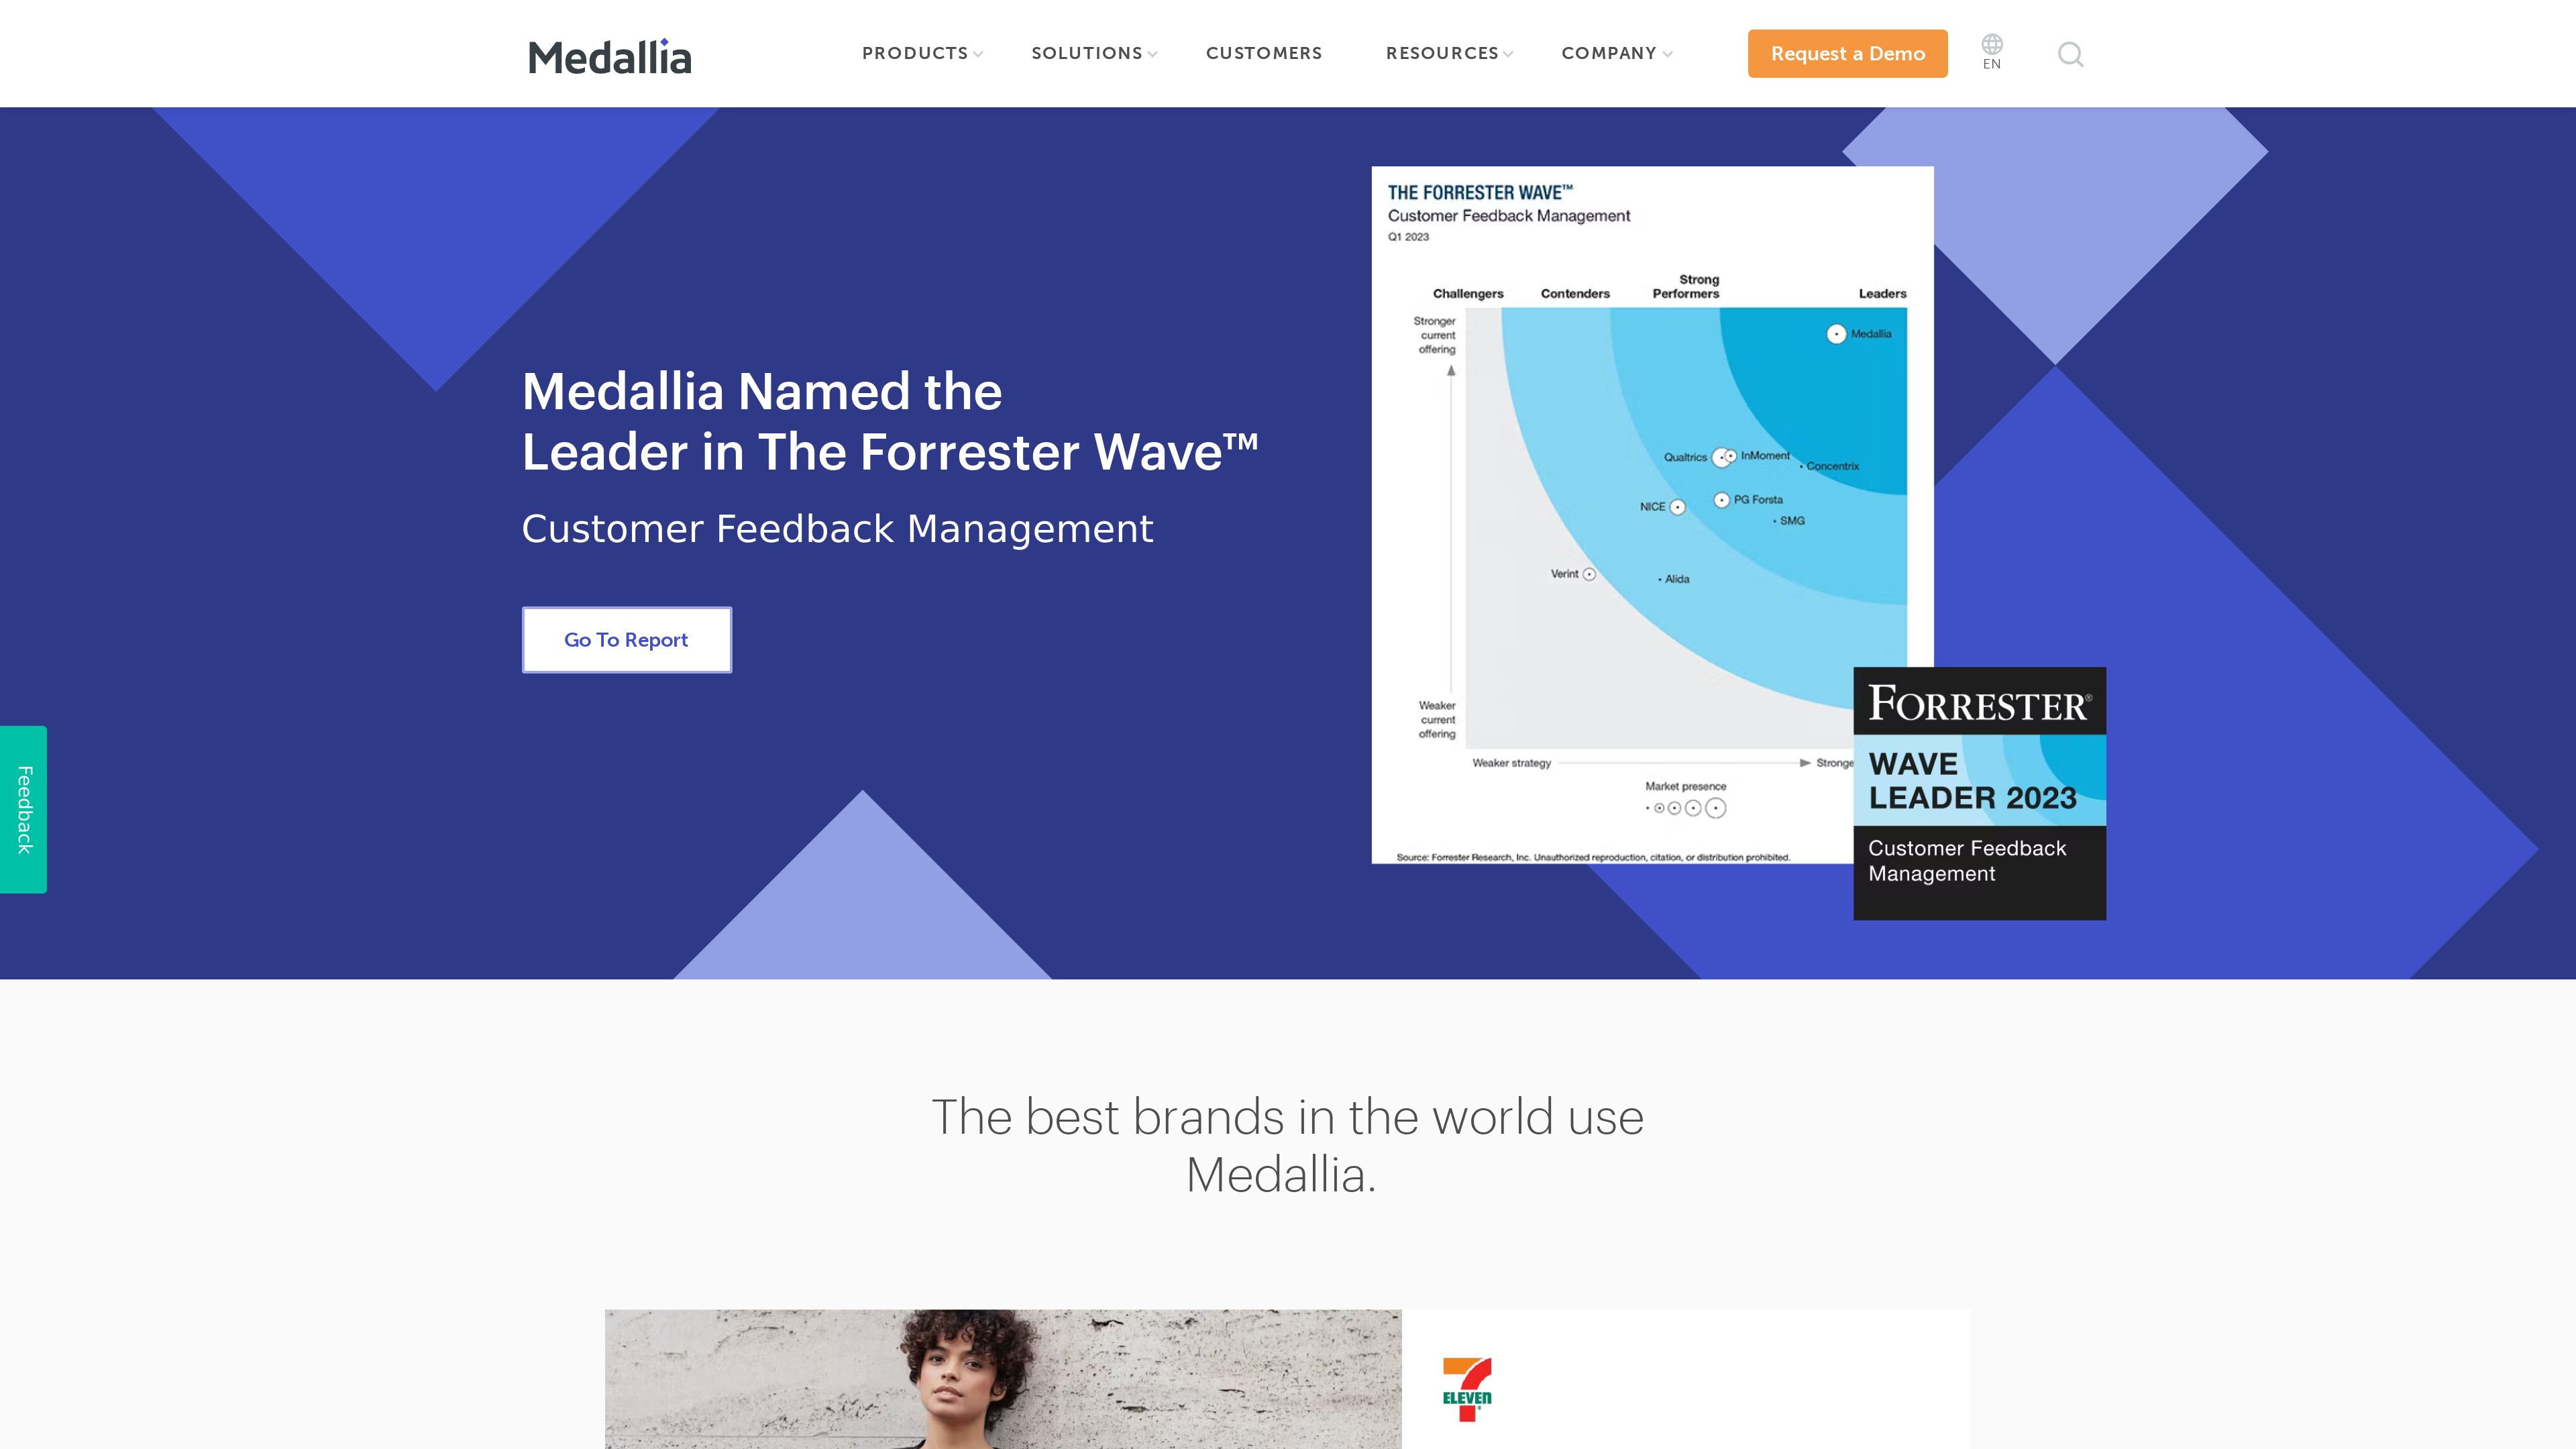 Medallia
PRODUCTS
SOLUTIONS
CUSTOMERS
RESOURCES
COMPANY
Request a Demo
EN
Medallia Named the
Leader in The Forrester Wave™
Customer Feedback Management
Go To Report
Feedback
THE FORRESTER WAVE™
Customer Feedback Management
Q1 2023
Challengers
Contenders
Strong
Performers
Leaders
Stronger
current
offering
Medallia
Qualtrics
InMoment
Concentrix
NICE
PG Forsta
SMG
Verint
Alida
Weaker
current
offering
Weaker strategy
Stronge
Market presence
Source: Forrester Research, Inc. Unauthorized reproduction, citation, or distribution prohibited.
FORRESTER®
WAVE
LEADER 2023
Customer Feedback
Management
The best brands in the world use
Medallia.
7
ELEVEN